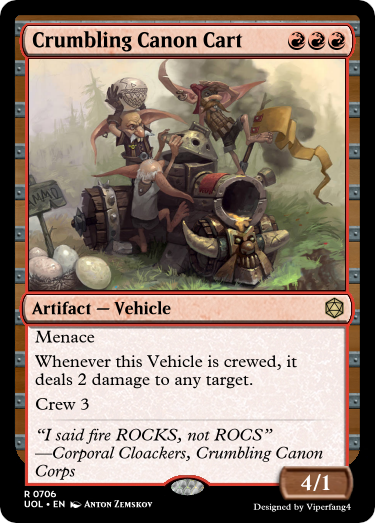 Crumbling Canon Cart
AMMO
Artifact — Vehicle
Menace
Whenever this Vehicle is crewed, it
deals 2 damage to any target.
Crew 3
“I said fire ROCKS, not ROCS”
—Corporal Cloackers, Crumbling Canon
Corps
4/1
R 0706
UOL • EN Anton Zemskov
Designed by Viperfang4